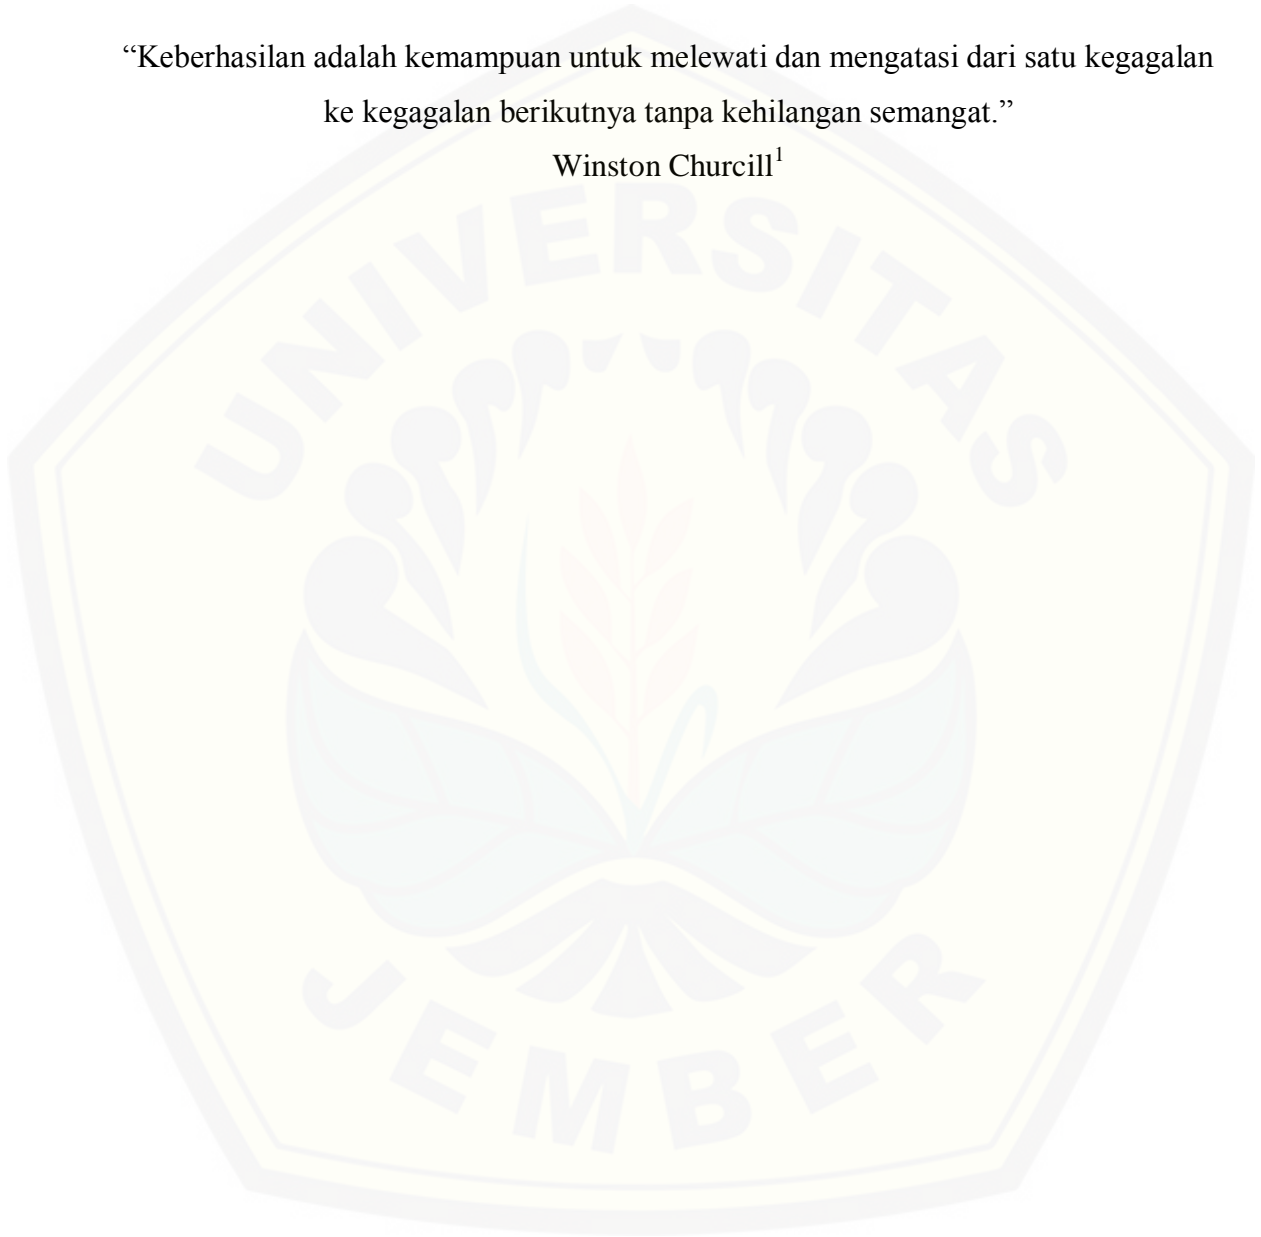 “Keberhasilan adalah kemampuan untuk melewati dan mengatasi dari satu kegagalan
ke kegagalan berikutnya tanpa kehilangan semangat.”
Winston Churcill¹
UNIVERSITAS
JEMBER